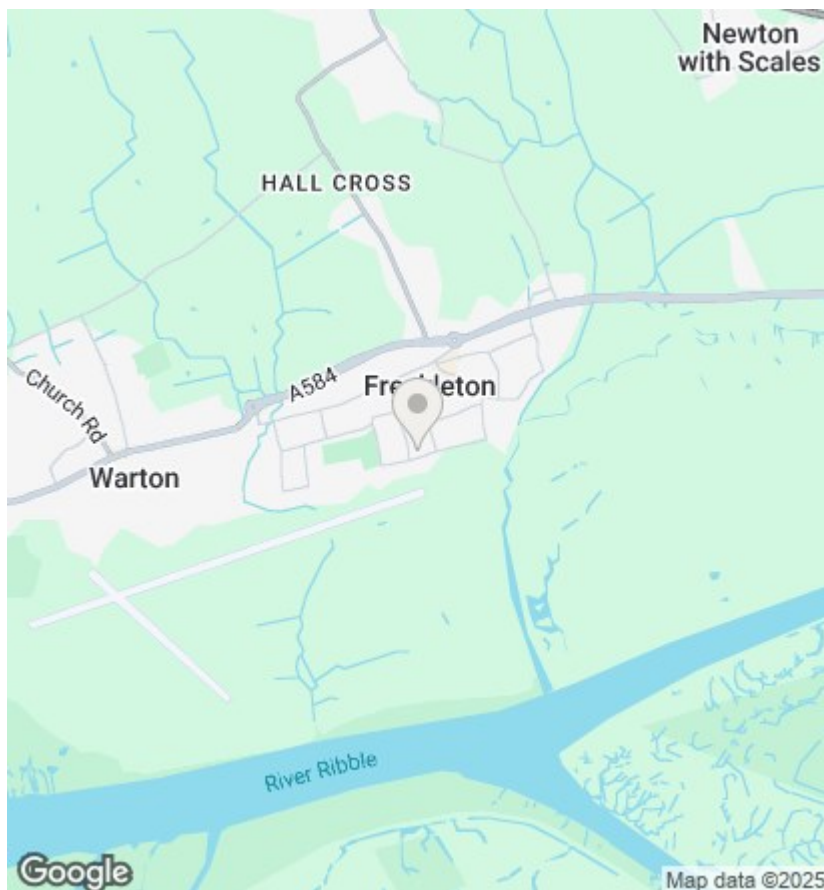 Newton
with Scales
HALL CROSS
A584
Church Rd
Warton
River Ribble
Google
Map data ©2025